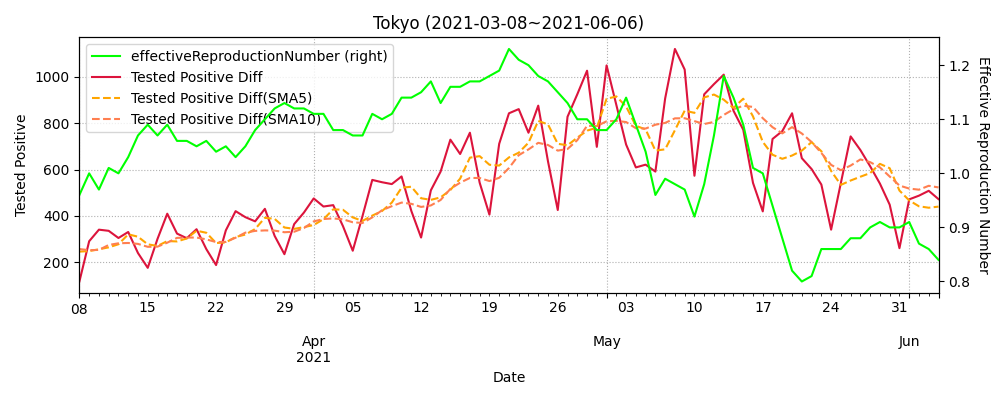 Tokyo (2021-03-08~2021-06-06)
effectiveReproductionNumber (right)
Tested Positive Diff
Tested Positive Diff(SMA5)
Tested Positive Diff(SMA10)
Tested Positive
1000
800
600
400
200
Effective Reproduction Number
1.2
1.1
1.0
0.9
0.8
08 15 22 29 05 12 19 26 03 10 17 24 31
Apr May Jun
2021
Date